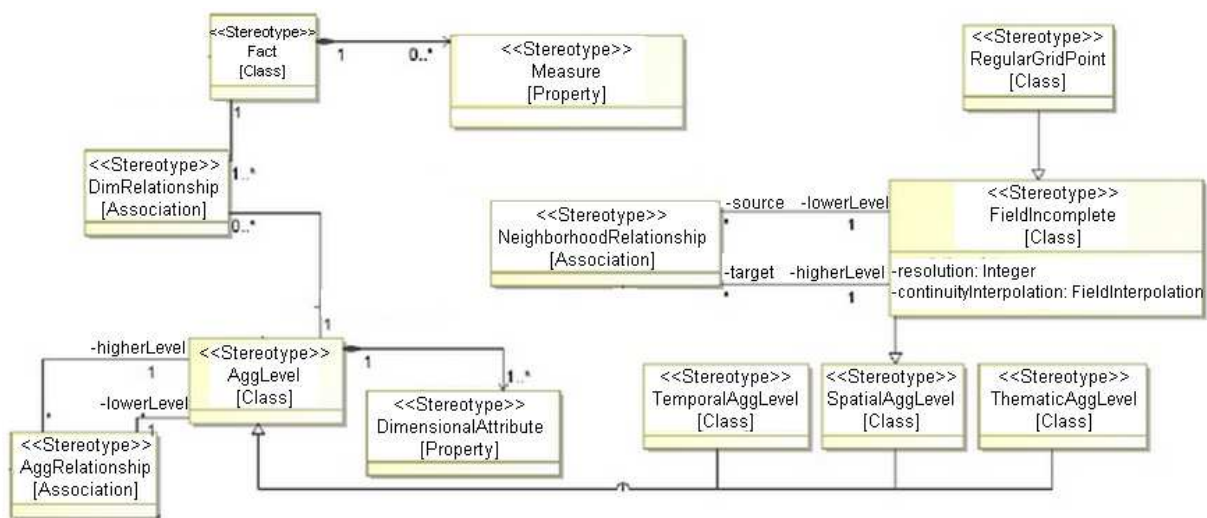 <<Stereotype>>
Fact
[Class]
1
0..*
1
<<Stereotype>>
Measure
[Property]
<<Stereotype>>
RegularGridPoint
[Class]
<<Stereotype>>
DimRelationship
[Association]
1..*
0..*
1
<<Stereotype>>
NeighborhoodRelationship
[Association]
-source
*
-lowerLevel
1
-target
*
-higherLevel
1
<<Stereotype>>
FieldIncomplete
[Class]
-resolution: Integer
-continuityInterpolation: FieldInterpolation
<<Stereotype>>
AggLevel
[Class]
-higherLevel
1
*
-lowerLevel
1
*
1
1..*
<<Stereotype>>
AggRelationship
[Association]
<<Stereotype>>
DimensionalAttribute
[Property]
<<Stereotype>>
TemporalAggLevel
[Class]
<<Stereotype>>
SpatialAggLevel
[Class]
<<Stereotype>>
ThematicAggLevel
[Class]